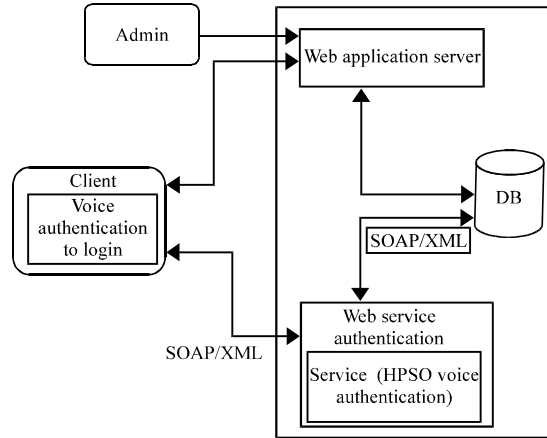 Admin
Web application server
Client
Voice
authentication
to login
DB
SOAP/XML
Web service
authentication
SOAP/XML
Service (HPSO voice
authentication)